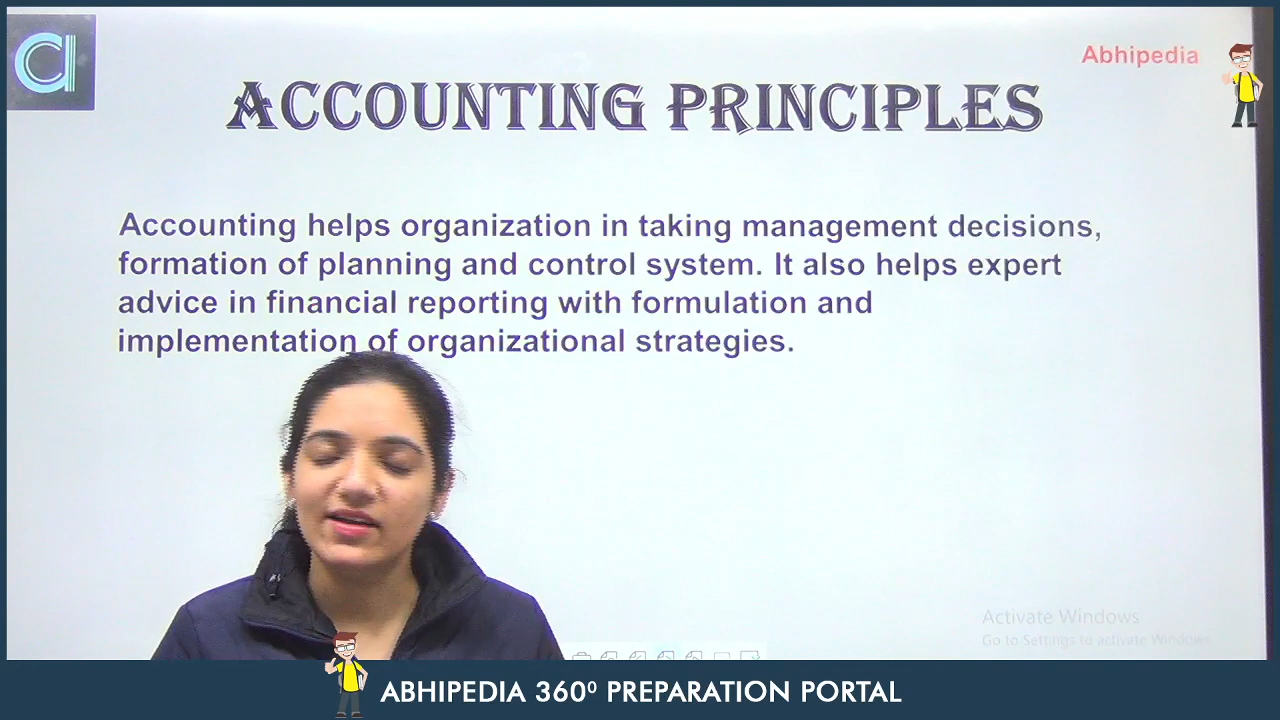 Abhipedia
ACCOUNTING PRINCIPLES
Accounting helps organization in taking management decisions,
formation of planning and control system. It also helps expert
advice in financial reporting with formulation and
implementation of organizational strategies.
Activate Windows
Go to Settings to activate Windows.
ABHIPEDIA 360⁰ PREPARATION PORTAL